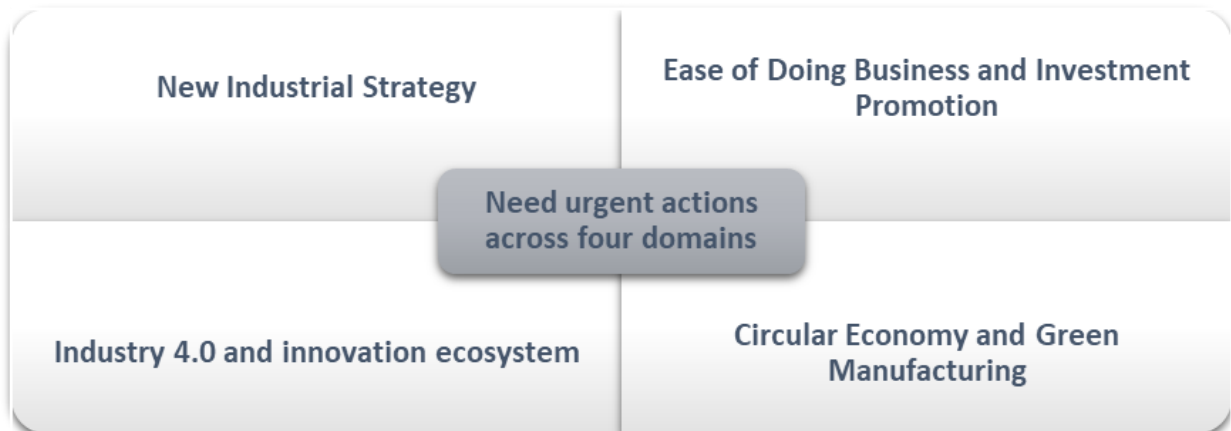 New Industrial Strategy
Ease of Doing Business and Investment
Promotion
Need urgent actions
across four domains
Industry 4.0 and innovation ecosystem
Circular Economy and Green
Manufacturing